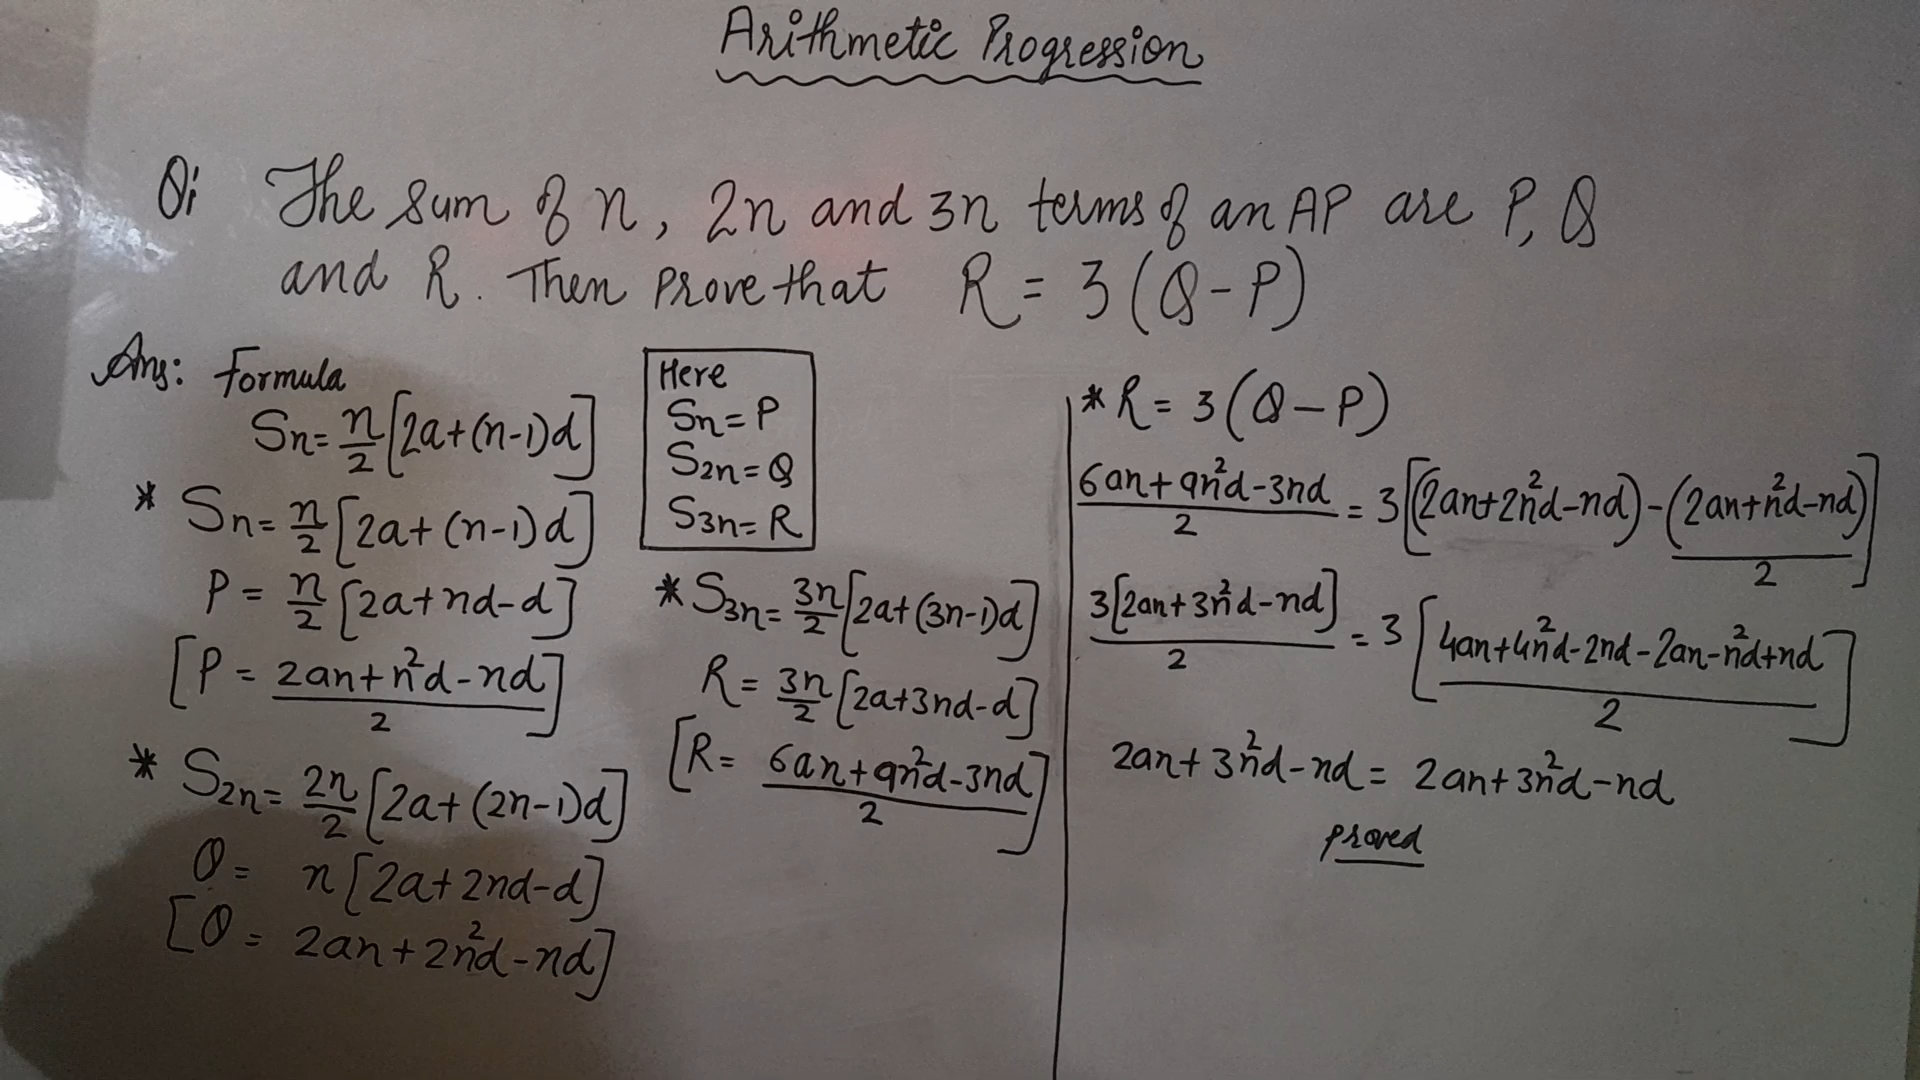 Arithmetic Progression
Q: The sum of n, 2n and 3n terms of an AP are P, Q
and R. Then prove that R = 3(Q-P)
Ans: Formula
Sn = n/2 [2a+(n-1)d]
* Sn = n/2 [2a+(n-1)d]
P = n/2 [2a+nd-d]
[P = 2an+n²d-nd/2]
* S2n = 2n/2 [2a+(2n-1)d]
Q = n[2a+2nd-d]
[Q = 2an+2n²d-nd]
Here
Sn = P
S2n = Q
S3n = R
* S3n = 3n/2 [2a+(3n-1)d]
R = 3n/2 [2a+3nd-d]
[R = 6an+9n²d-3nd/2]
* R = 3(Q-P)
6an+9n²d-3nd/2 = 3[(2an+2n²d-nd)-(2an+n²d-nd)/2]
3[2an+3n²d-nd]/2 = 3[4an+4n²d-2nd-2an-n²d+nd/2]
2an+3n²d-nd = 2an+3n²d-nd
proved